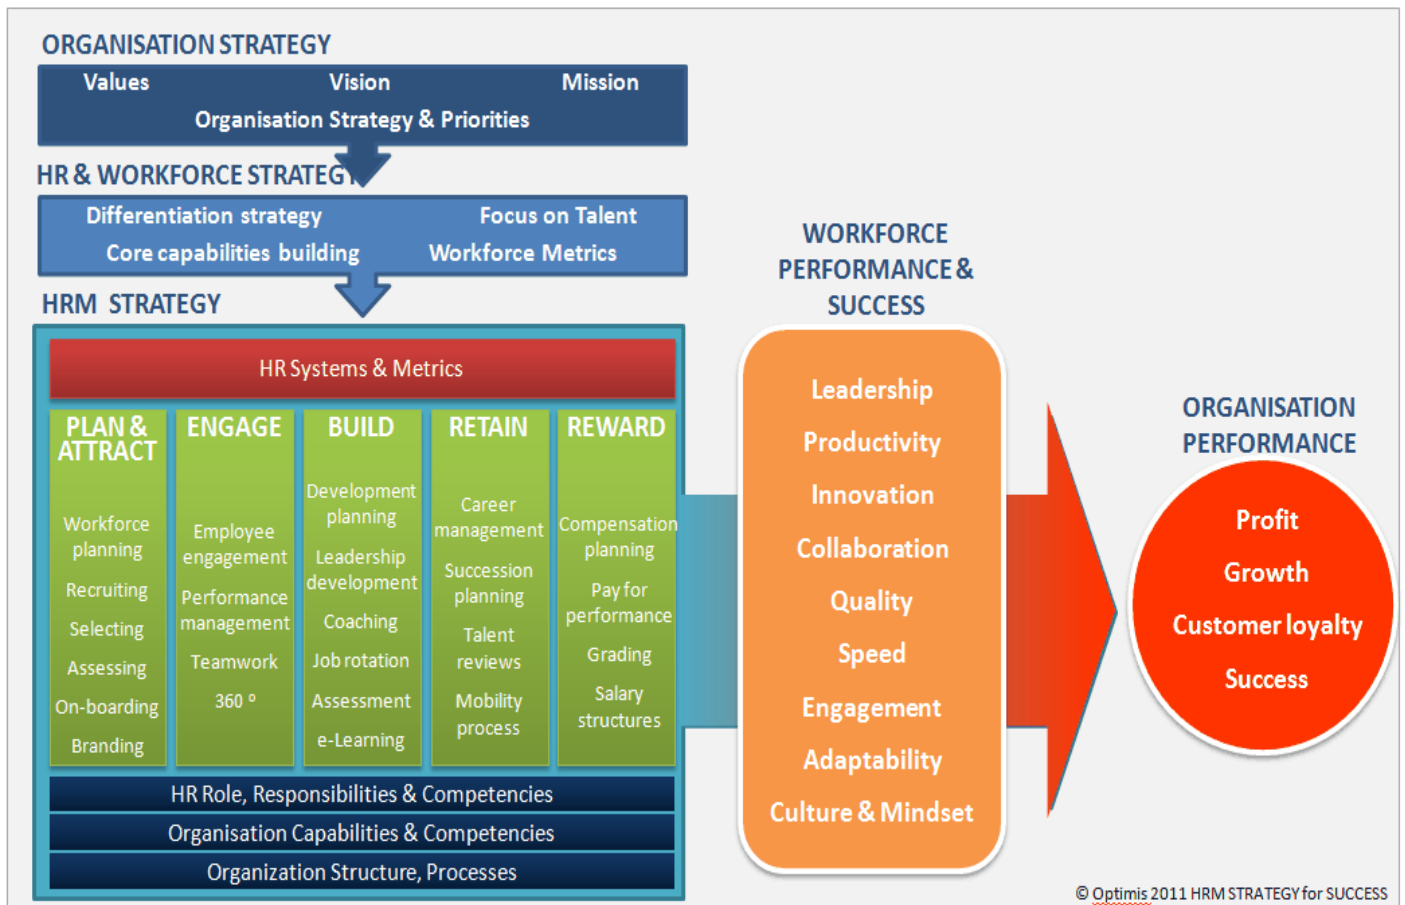 ORGANISATION STRATEGY
Values Vision Mission
Organisation Strategy & Priorities
HR & WORKFORCE STRATEGY
Differentiation strategy Focus on Talent
Core capabilities building Workforce Metrics
HRM STRATEGY
HR Systems & Metrics
PLAN &
ATTRACT
Workforce
planning
Recruiting
Selecting
Assessing
On-boarding
Branding
ENGAGE
Employee
engagement
Performance
management
Teamwork
360 º
BUILD
Development
planning
Leadership
development
Coaching
Job rotation
Assessment
e-Learning
RETAIN
Career
management
Succession
planning
Talent
reviews
Mobility
process
REWARD
Compensation
planning
Pay for
performance
Grading
Salary
structures
HR Role, Responsibilities & Competencies
Organisation Capabilities & Competencies
Organization Structure, Processes
WORKFORCE
PERFORMANCE &
SUCCESS
Leadership
Productivity
Innovation
Collaboration
Quality
Speed
Engagement
Adaptability
Culture & Mindset
ORGANISATION
PERFORMANCE
Profit
Growth
Customer loyalty
Success
© Optimis 2011 HRM STRATEGY for SUCCESS